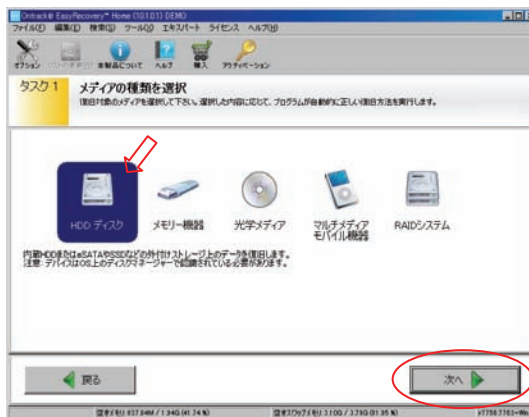 Ontrack® EasyRecovery™ Home (10.1.0.1) DEMO
ファイル(F) 編集(E) 検索(S) ツール(O) エキスパート ライセンス ヘルプ(H)
オプション 本製品について ヘルプ 購入 アクティベーション
タスク 1 メディアの種類を選択
復旧対象のメディアを選択して下さい。選択した内容に応じて、プログラムが自動的に正しい復旧方法を実行します。
HDD ディスク メモリー機器 光学メディア マルチメディア RAIDシステム
モバイル機器
内蔵HDDまたはeSATAやSSDなどの外付けストレージ上のデータを復旧します。
注意: デバイスはOS上のディスクマネージャーで認識されている必要があります。
戻る 次へ
空きメモリ: 837.84M / 1.94G (41.74 %)